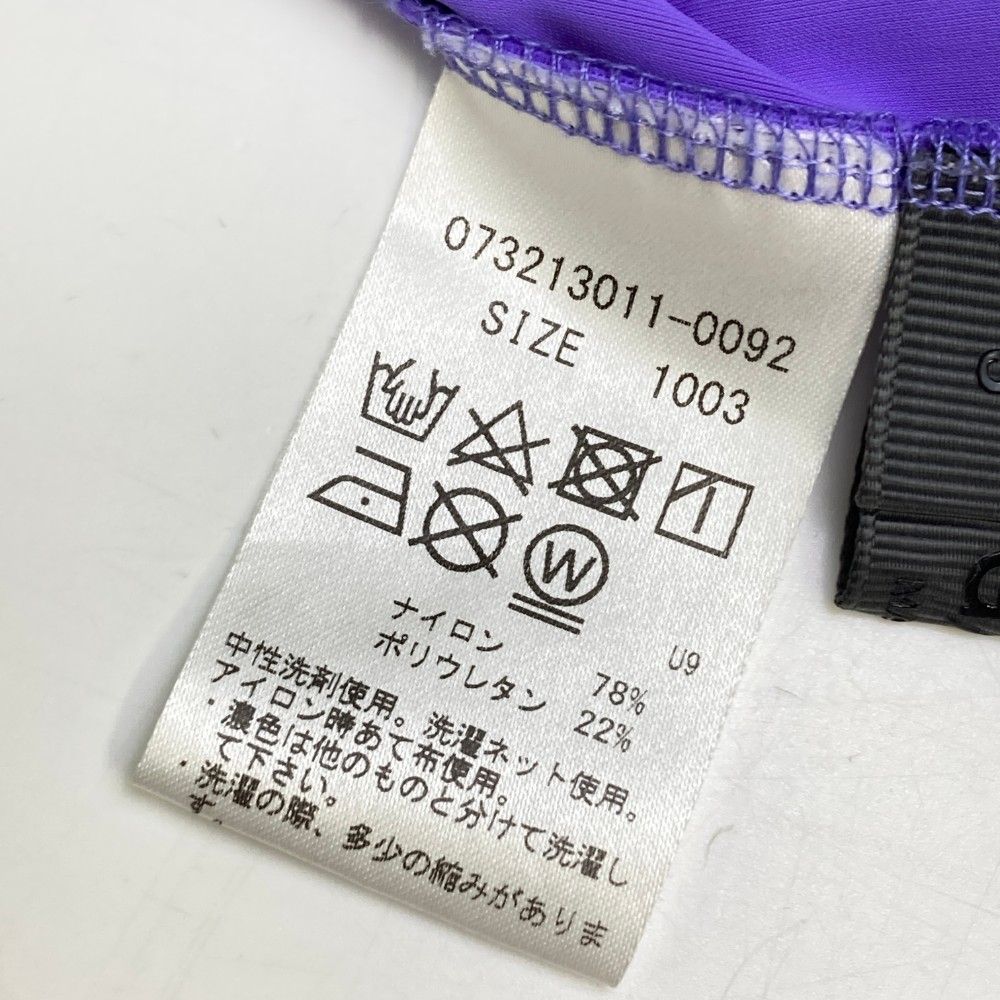 073213011-0092
SIZE 1003
W
U9
ナイロン 78%
ポリウレタン 22%
中性洗剤使用。洗濯ネット使用。
アイロン時あて布使用。
・濃色は他のものと分けて洗濯し
て下さい。
・洗濯の際、多少の縮みがありま
す。